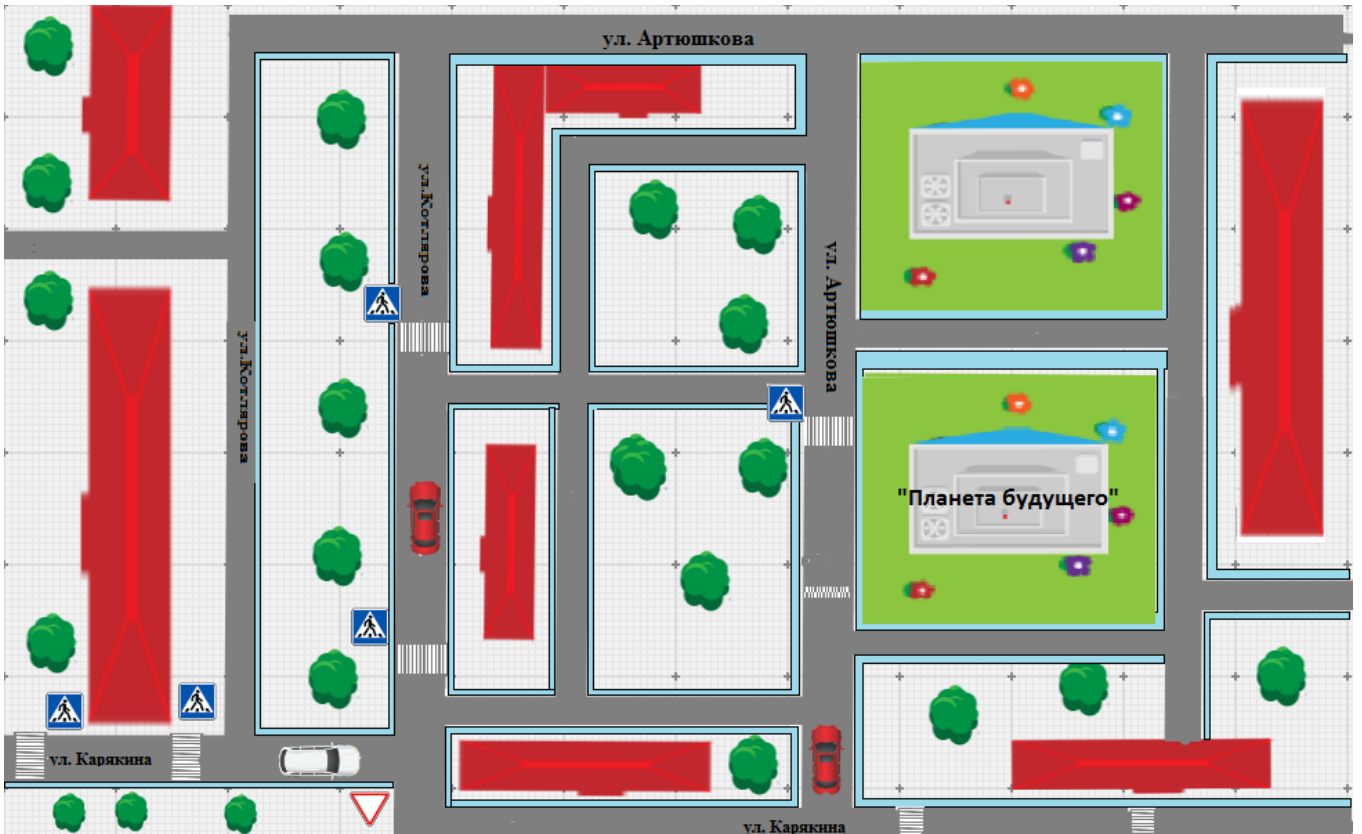 ул. Артюшкова
ул.Котлярова
ул.Котлярова
ул. Артюшкова
"Планета будущего"
ул. Карякина
ул. Карякина